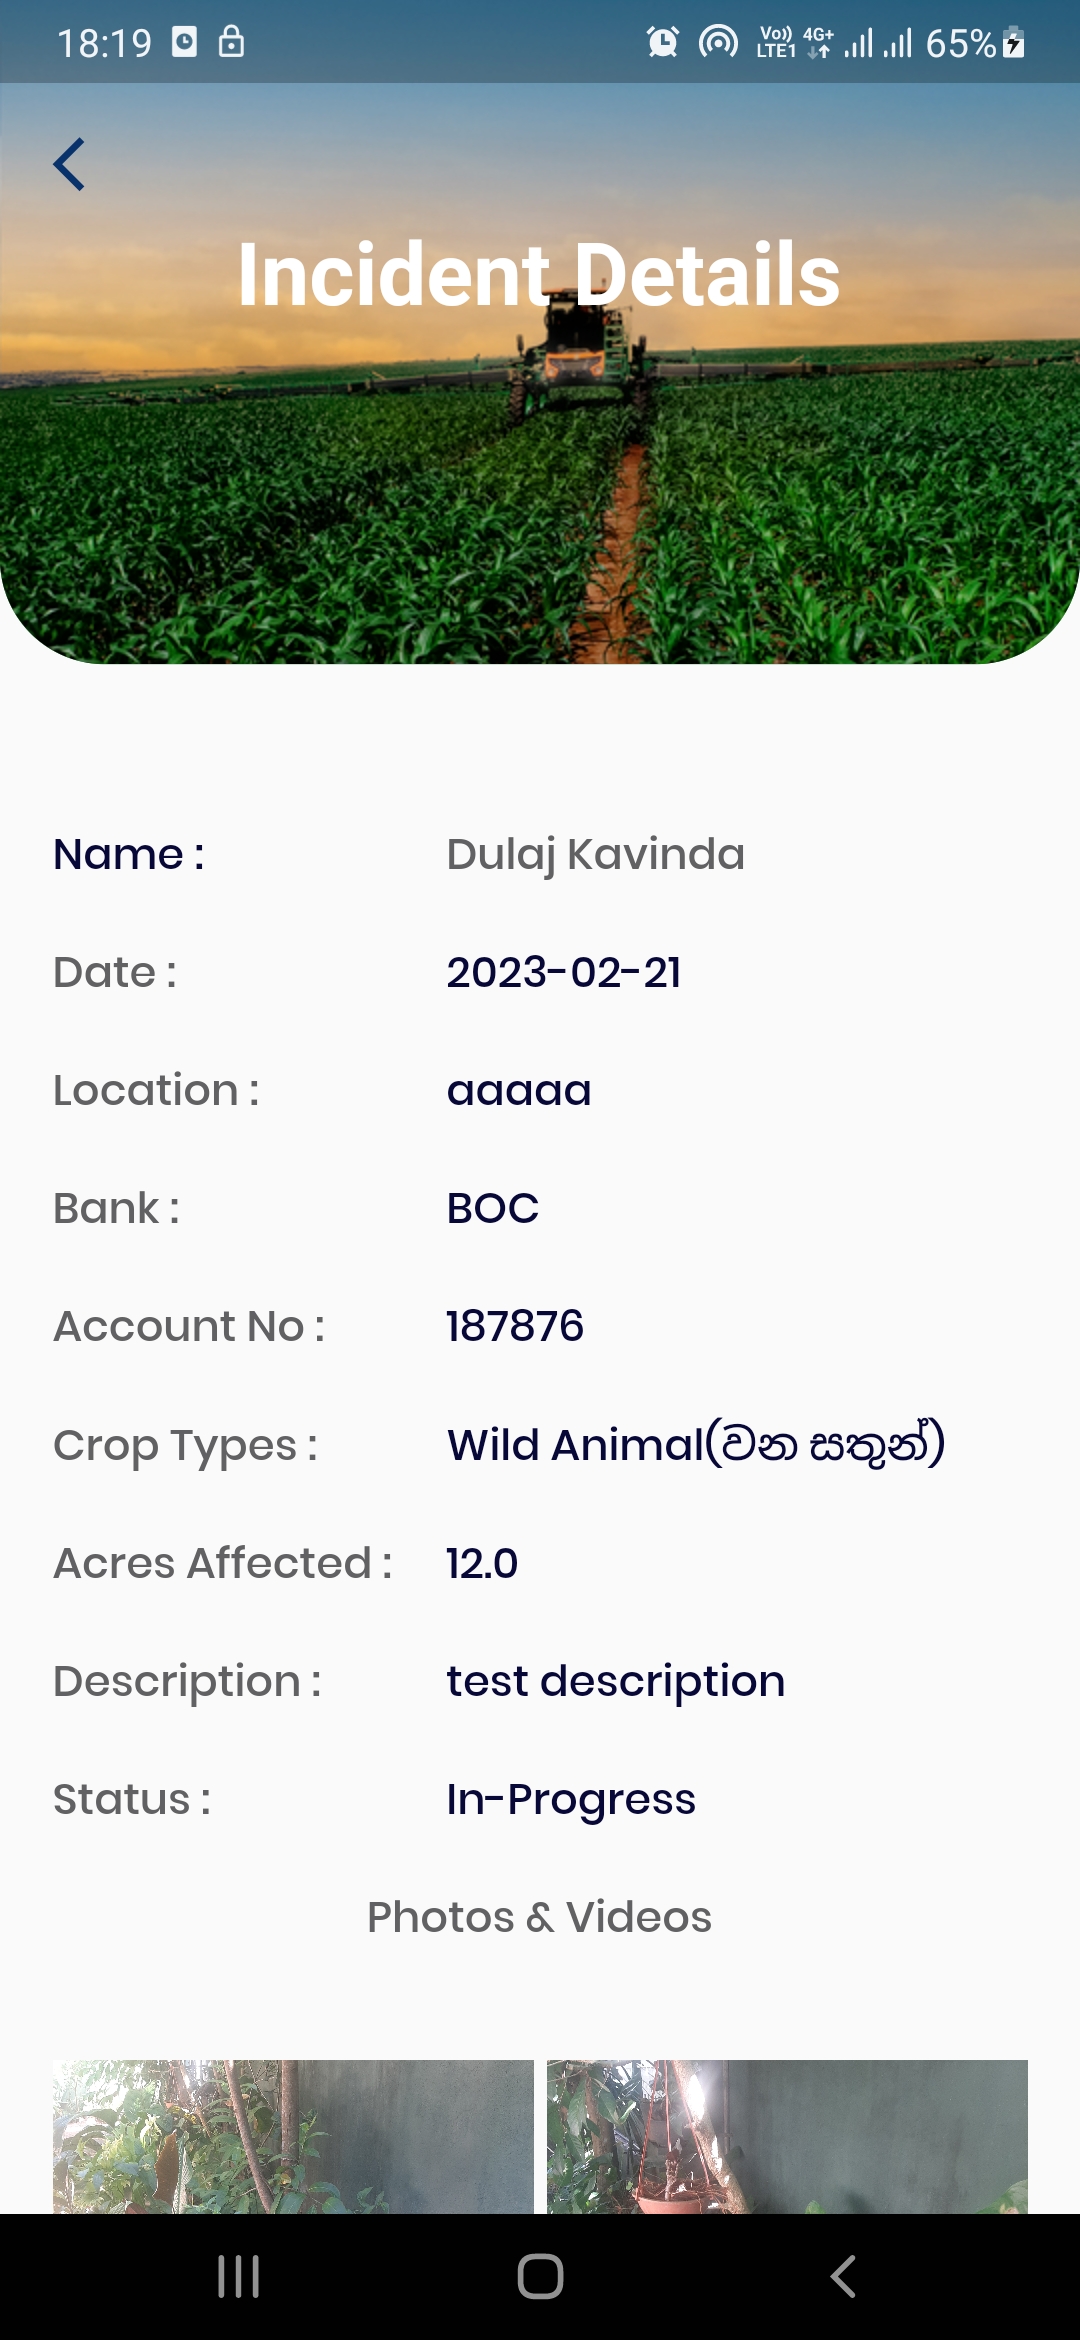 18:19 Vo)) LTE1 4G+ 65%
Incident Details
Name : Dulaj Kavinda
Date : 2023-02-21
Location : aaaaa
Bank : BOC
Account No : 187876
Crop Types : Wild Animal(වන සතුන්)
Acres Affected : 12.0
Description : test description
Status : In-Progress
Photos & Videos